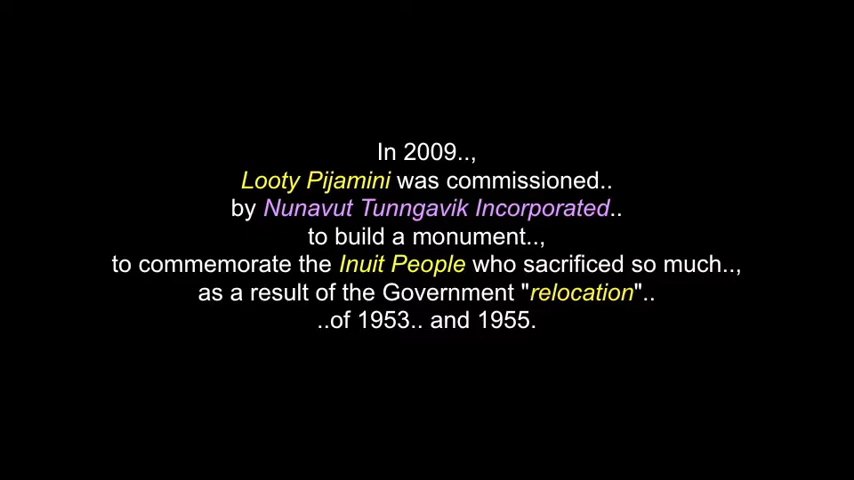 In 2009..,
Looty Pijamini was commissioned..
by Nunavut Tunngavik Incorporated..
to build a monument..,
to commemorate the Inuit People who sacrificed so much..,
as a result of the Government "relocation"..
..of 1953.. and 1955.